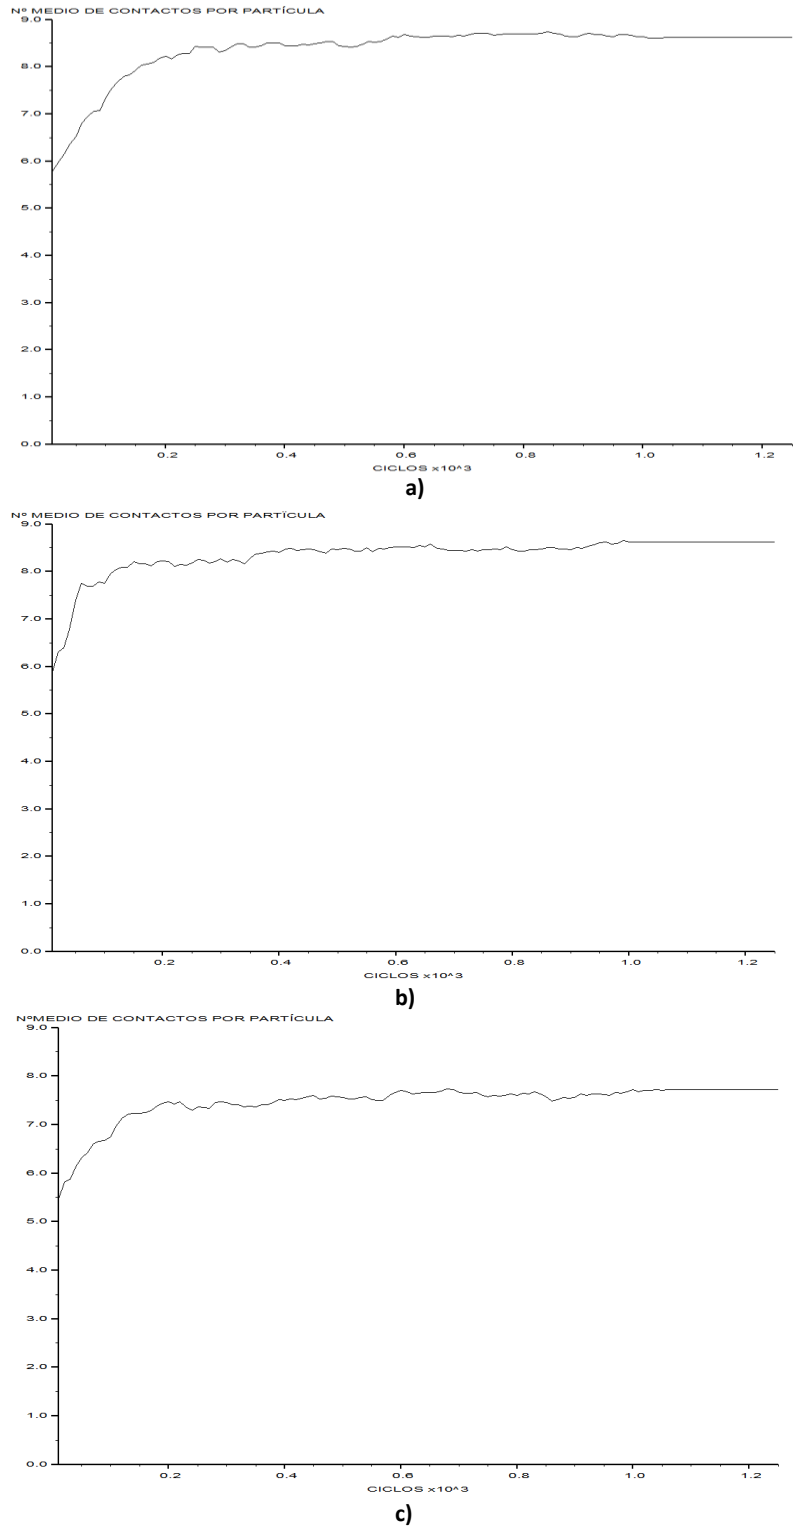 Nº MEDIO DE CONTACTOS POR PARTÍCULA
9.0
8.0
7.0
6.0
5.0
4.0
3.0
2.0
1.0
0.0
0.2 0.4 0.6 0.8 1.0 1.2
CICLOS x10^3
a)
Nº MEDIO DE CONTACTOS POR PARTÏCULA
9.0
8.0
7.0
6.0
5.0
4.0
3.0
2.0
1.0
0.0
0.2 0.4 0.6 0.8 1.0 1.2
CICLOS x10^3
b)
NºMEDIO DE CONTACTOS POR PARTÍCULA
9.0
8.0
7.0
6.0
5.0
4.0
3.0
2.0
1.0
0.0
0.2 0.4 0.6 0.8 1.0 1.2
CICLOS x10^3
c)